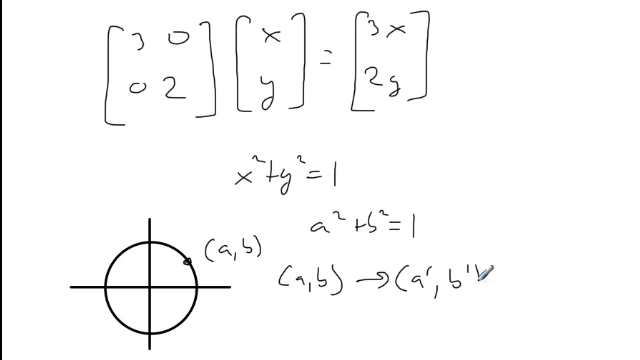 [3 0; 0 2] [x; y] = [3x; 2y]
x² + y² = 1
a² + b² = 1
(a, b)
(a, b) → (a', b')